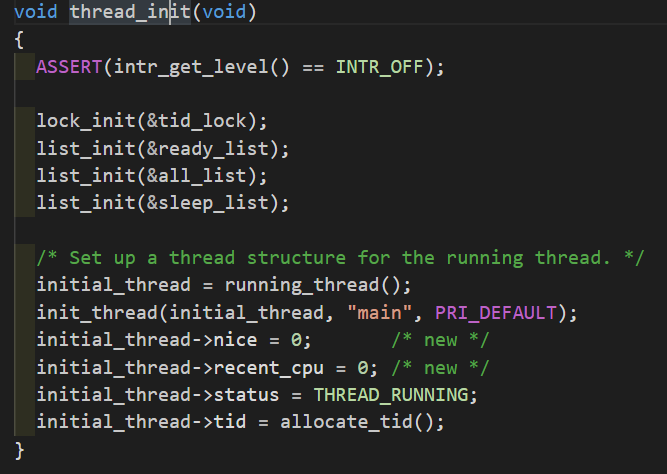 void thread_init(void)
{
  ASSERT(intr_get_level() == INTR_OFF);

  lock_init(&tid_lock);
  list_init(&ready_list);
  list_init(&all_list);
  list_init(&sleep_list);

  /* Set up a thread structure for the running thread. */
  initial_thread = running_thread();
  init_thread(initial_thread, "main", PRI_DEFAULT);
  initial_thread->nice = 0;       /* new */
  initial_thread->recent_cpu = 0; /* new */
  initial_thread->status = THREAD_RUNNING;
  initial_thread->tid = allocate_tid();
}